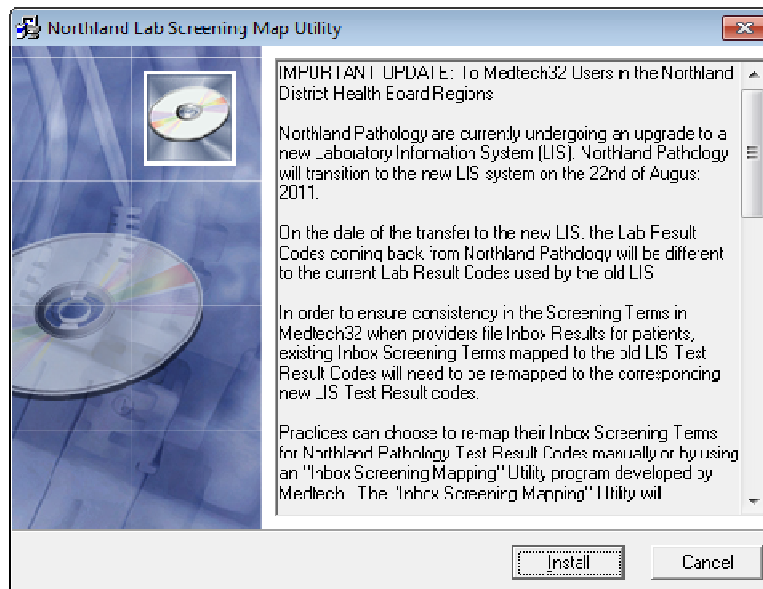 Northland Lab Screening Map Utility
IMPORTANT UPDATE: To Medtech32 Users in the Northland
District Health Board Regions
Northland Pathology are currently undergoing an upgrade to a
new Laboratory Information System (LIS). Northland Pathology
will transition to the new LIS system on the 22nd of August
2011.
On the date of the transfer to the new LIS, the Lab Result
Codes coming back from Northland Pathology will be different
to the current Lab Result Codes used by the old LIS
In order to ensure consistency in the Screening Terms in
Medtech32 when providers file Inbox Results for patients,
existing Inbox Screening Terms mapped to the old LIS Test
Result Codes will need to be re-mapped to the corresponding
new LIS Test Result codes.
Practices can choose to re-map their Inbox Screening Terms
for Northland Pathology Test Result Codes manually or by using
an "Inbox Screening Mapping" Utility program developed by
Medtech. The "Inbox Screening Mapping" Utility will
Install
Cancel